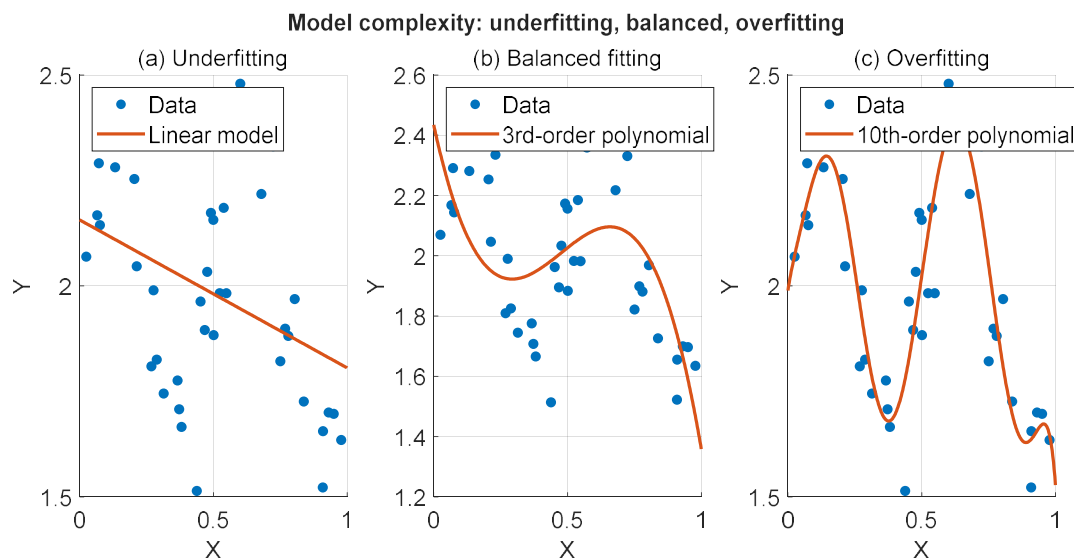 Model complexity: underfitting, balanced, overfitting
(a) Underfitting
2.5
2
1.5
Y
0
0.5
1
X
Data
Linear model
(b) Balanced fitting
2.6
2.4
2.2
2
1.8
1.6
1.4
1.2
Y
0
0.5
1
X
Data
3rd-order polynomial
(c) Overfitting
2.5
2
1.5
Y
0
0.5
1
X
Data
10th-order polynomial